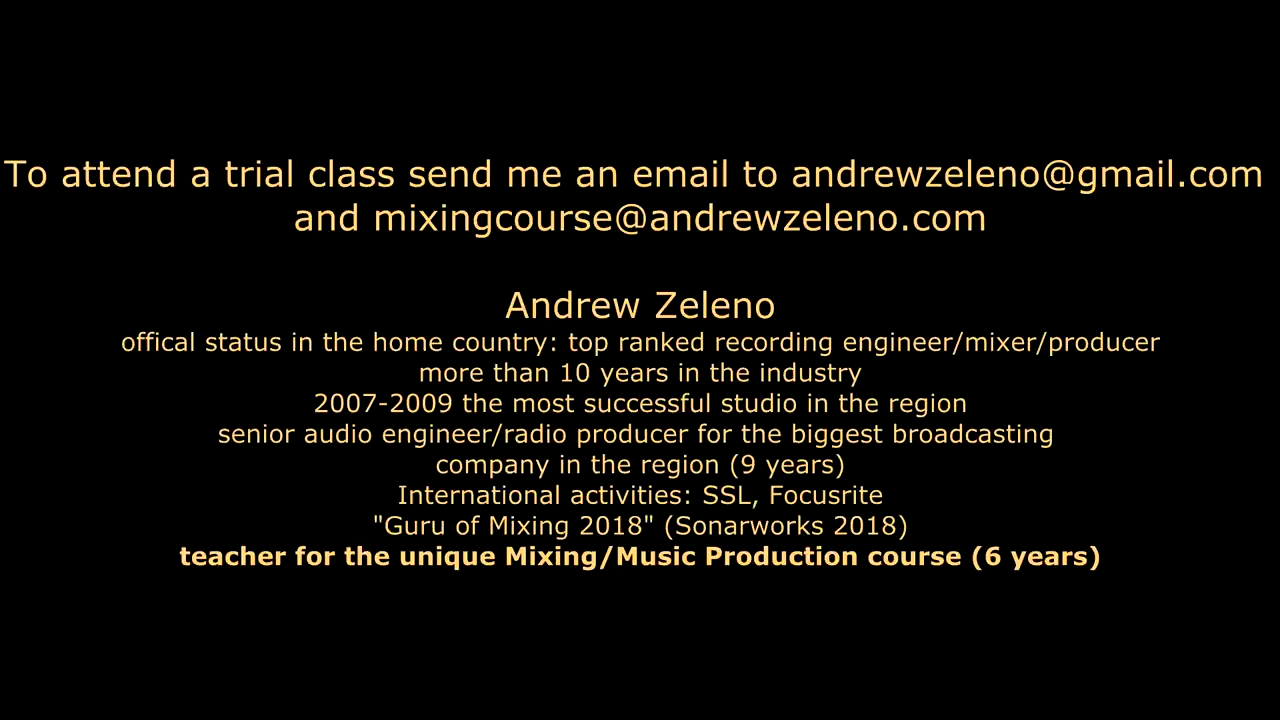 To attend a trial class send me an email to andrewzeleno@gmail.com
and mixingcourse@andrewzeleno.com
Andrew Zeleno
offical status in the home country: top ranked recording engineer/mixer/producer
more than 10 years in the industry
2007-2009 the most successful studio in the region
senior audio engineer/radio producer for the biggest broadcasting
company in the region (9 years)
International activities: SSL, Focusrite
"Guru of Mixing 2018" (Sonarworks 2018)
teacher for the unique Mixing/Music Production course (6 years)